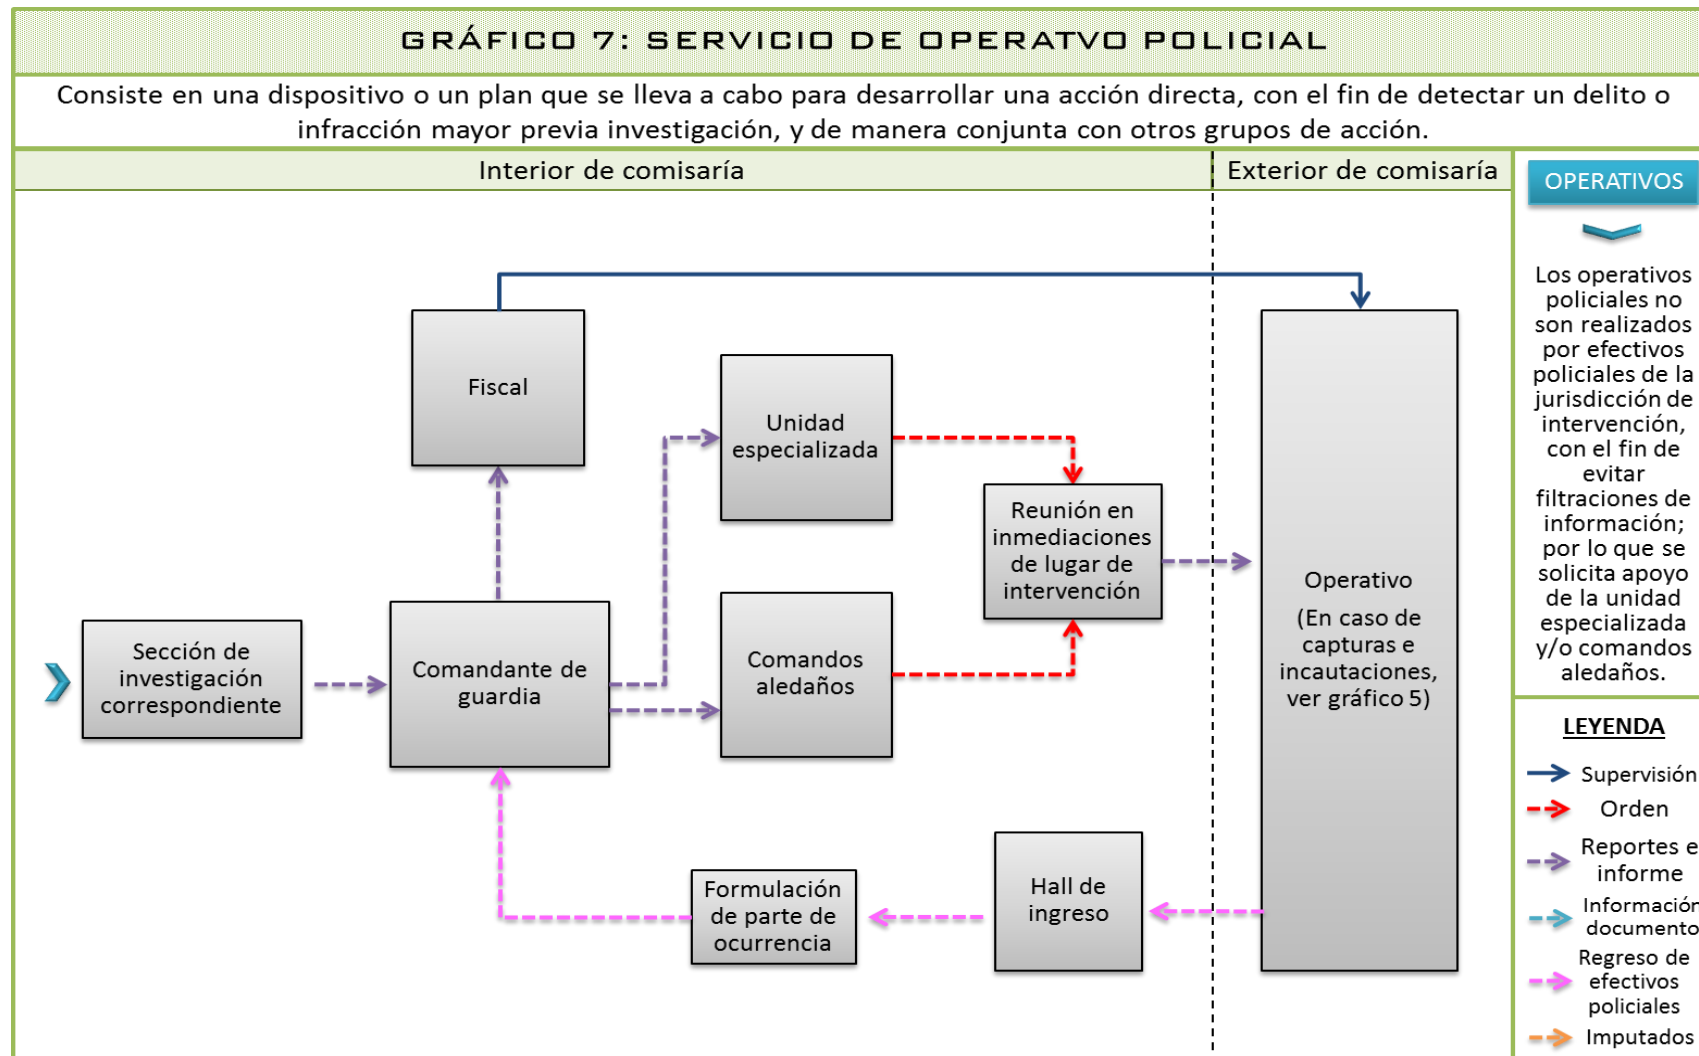 GRÁFICO 7: SERVICIO DE OPERATVO POLICIAL
Consiste en una dispositivo o un plan que se lleva a cabo para desarrollar una acción directa, con el fin de detectar un delito o
infracción mayor previa investigación, y de manera conjunta con otros grupos de acción.
Interior de comisaría
Exterior de comisaría
Fiscal
Unidad
especializada
Reunión en
inmediaciones
de lugar de
intervención
Sección de
investigación
correspondiente
Comandante de
guardia
Comandos
aledaños
Operativo
(En caso de
capturas e
incautaciones,
ver gráfico 5)
Formulación
de parte de
ocurrencia
Hall de
ingreso
OPERATIVOS
Los operativos
policiales no
son realizados
por efectivos
policiales de la
jurisdicción de
intervención,
con el fin de
evitar
filtraciones de
información;
por lo que se
solicita apoyo
de la unidad
especializada
y/o comandos
aledaños.
LEYENDA
Supervisión
Orden
Reportes e
informe
Información
documento
Regreso de
efectivos
policiales
Imputados